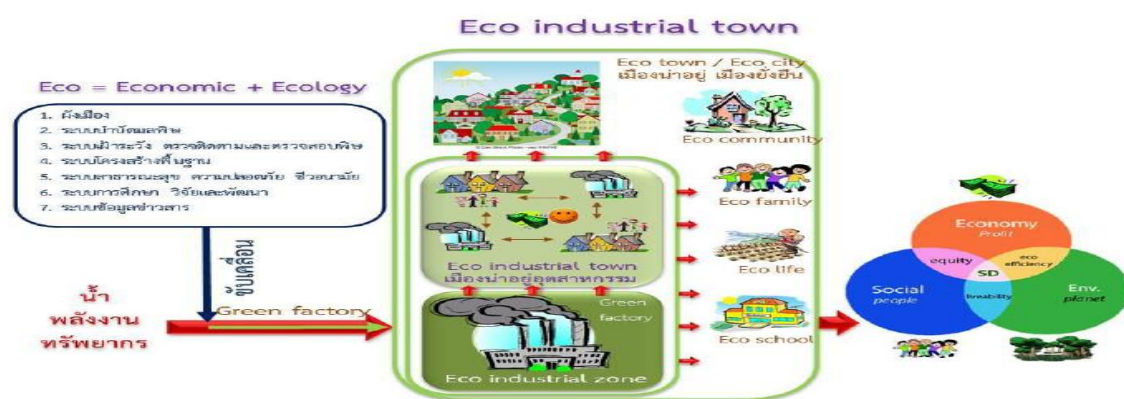 Eco industrial town
Eco = Economic + Ecology
1. ผังเมือง
2. ระบบบำบัดมลพิษ
3. ระบบเฝ้าระวัง ตรวจติดตามและตรวจสอบพิษ
4. ระบบโครงสร้างพื้นฐาน
5. ระบบสาธารณะสุข ความปลอดภัย ชีวอนามัย
6. ระบบการศึกษา วิจัยและพัฒนา
7. ระบบข้อมูลข่าวสาร
ขับเคลื่อน
น้ำ
พลังงาน
ทรัพยากร
Green factory
Eco town / Eco city
เมืองน่าอยู่ เมืองยั่งยืน
Eco community
Eco family
Eco life
Eco school
Eco industrial town
เมืองน่าอยู่อุตสาหกรรม
Green
factory
Eco industrial zone
Economy
Profit
equity
eco
efficiency
SD
Social
people
liveability
Env.
planet